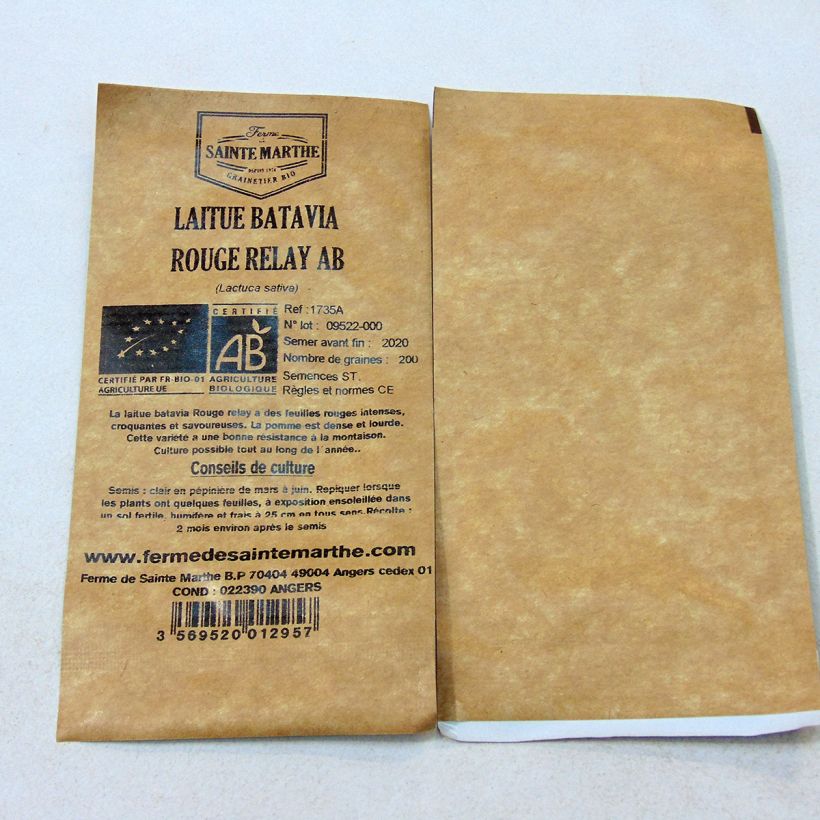 Ferme
SAINTE MARTHE
DEPUIS 1974
GRAINETIER BIO
LAITUE BATAVIA
ROUGE RELAY AB
(Lactuca sativa)
CERTIFIÉ
AB
AGRICULTURE
BIOLOGIQUE
CERTIFIÉ PAR FR-BIO-01
AGRICULTURE UE
Ref :1735A
N° lot : 09522-000
Semer avant fin : 2020
Nombre de graines : 200
Semences ST.
Règles et normes CE
La laitue batavia Rouge relay a des feuilles rouges intenses,
croquantes et savoureuses. La pomme est dense et lourde.
Cette variété a une bonne résistance à la montaison.
Culture possible tout au long de l'année..
Conseils de culture
Semis : clair en pépinière de mars à juin. Repiquer lorsque
les plants ont quelques feuilles, à exposition ensoleillée dans
un sol fertile, humifère et frais à 25 cm en tous sens.Récolte :
2 mois environ après le semis
www.fermedesaintemarthe.com
Ferme de Sainte Marthe B.P 70404 49004 Angers cedex 01
COND : 022390 ANGERS
3 569520 012957